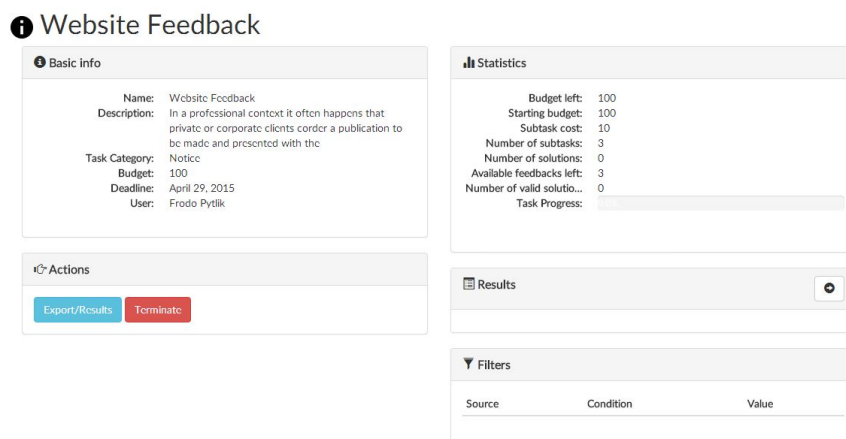 Website Feedback
Basic info
Name: Website Feedback
Description: In a professional context it often happens that
private or corporate clients corder a publication to
be made and presented with the
Task Category: Notice
Budget: 100
Deadline: April 29, 2015
User: Frodo Pytlik
Actions
Export/Results Terminate
Statistics
Budget left: 100
Starting budget: 100
Subtask cost: 10
Number of subtasks: 3
Number of solutions: 0
Available feedbacks left: 3
Number of valid solutio... 0
Task Progress:
Results
Filters
Source Condition Value